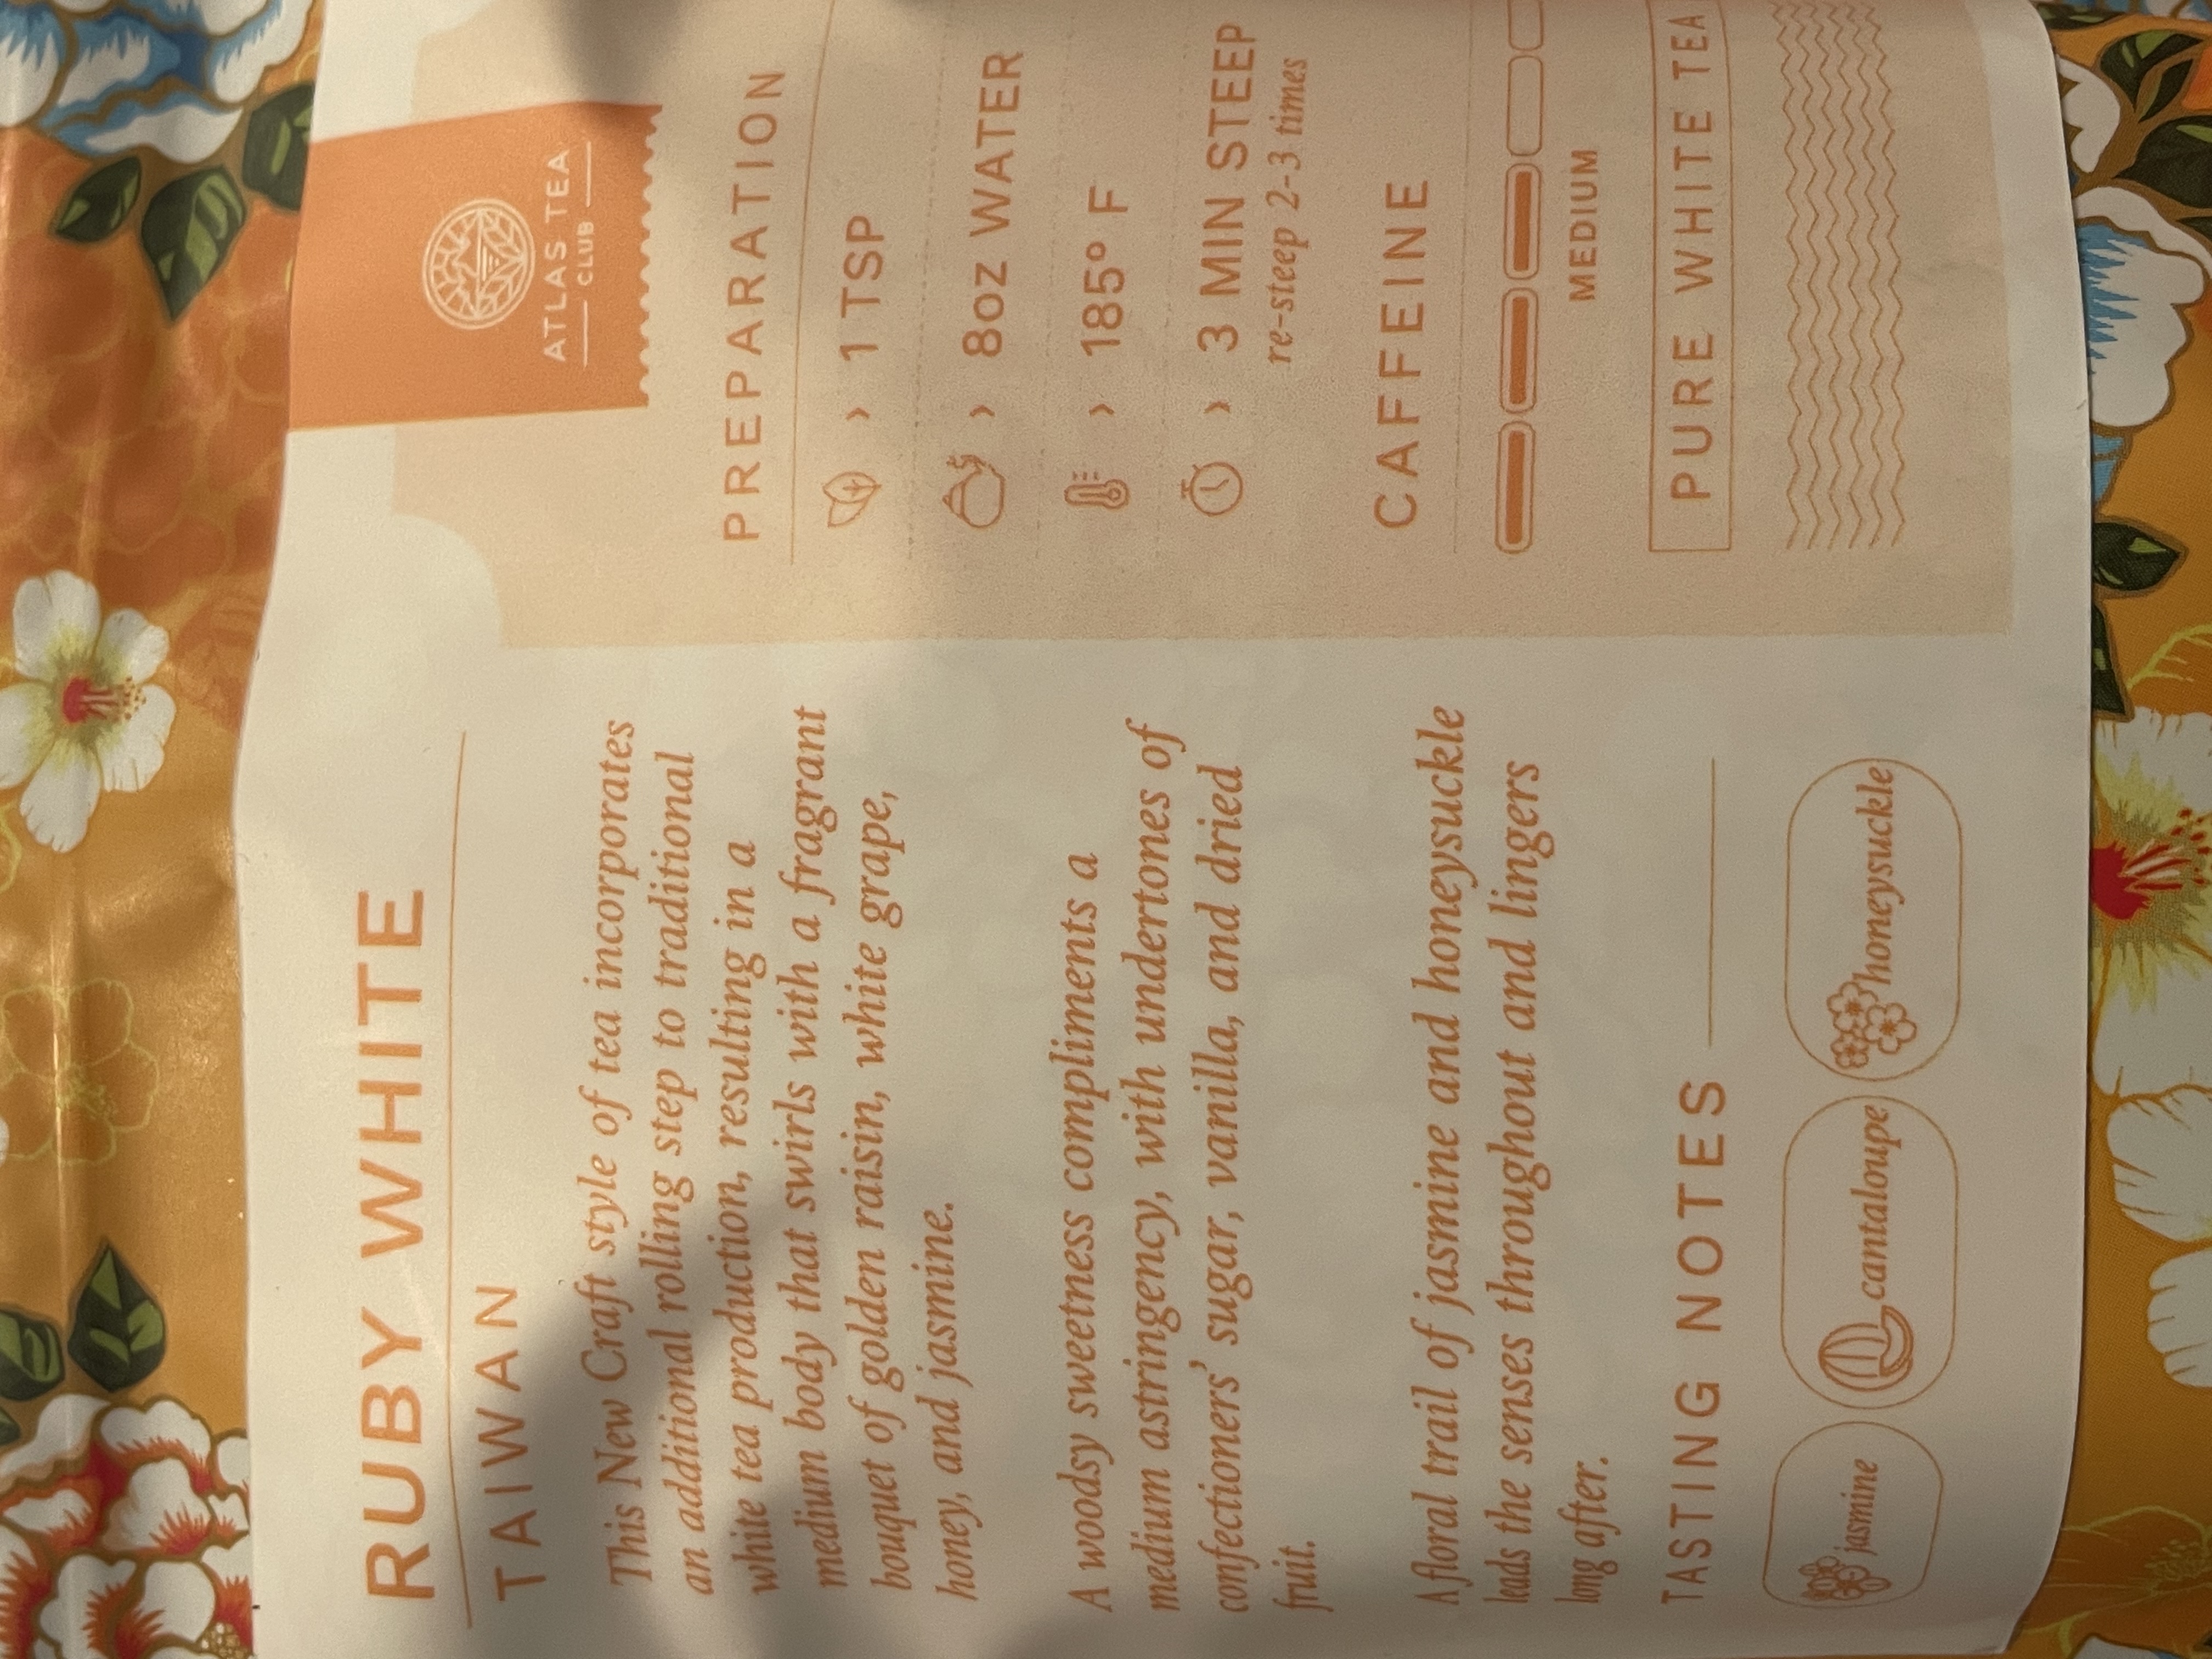 RUBY WHITE
TAIWAN
This New Craft style of tea incorporates
an additional rolling step to traditional
white tea production, resulting in a
medium body that swirls with a fragrant
bouquet of golden raisin, white grape,
honey, and jasmine.
A woodsy sweetness compliments a
medium astringency, with undertones of
confectioners' sugar, vanilla, and dried
fruit.
A floral trail of jasmine and honeysuckle
leads the senses throughout and lingers
long after.
TASTING NOTES
jasmine
cantaloupe
honeysuckle
ATLAS TEA
CLUB
PREPARATION
› 1 TSP
› 8oz WATER
› 185° F
› 3 MIN STEEP
re-steep 2-3 times
CAFFEINE
MEDIUM
PURE WHITE TEA